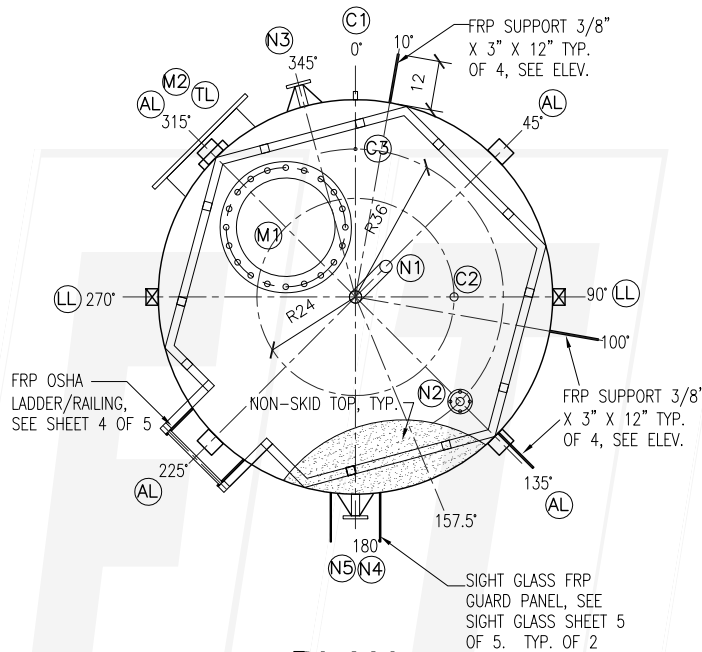 C1
0°
10°
FRP SUPPORT 3/8"
X 3" X 12" TYP.
OF 4, SEE ELEV.
12
N3
345°
M2
AL
TL
315°
AL
45°
C3
R36
M1
N1
C2
R24
LL 270°
90° LL
100°
FRP OSHA
LADDER/RAILING,
SEE SHEET 4 OF 5
NON-SKID TOP, TYP.
N2
FRP SUPPORT 3/8"
X 3" X 12" TYP.
OF 4, SEE ELEV.
225°
AL
135°
AL
157.5°
180°
N5 N4
SIGHT GLASS FRP
GUARD PANEL, SEE
SIGHT GLASS SHEET 5
OF 5. TYP. OF 2